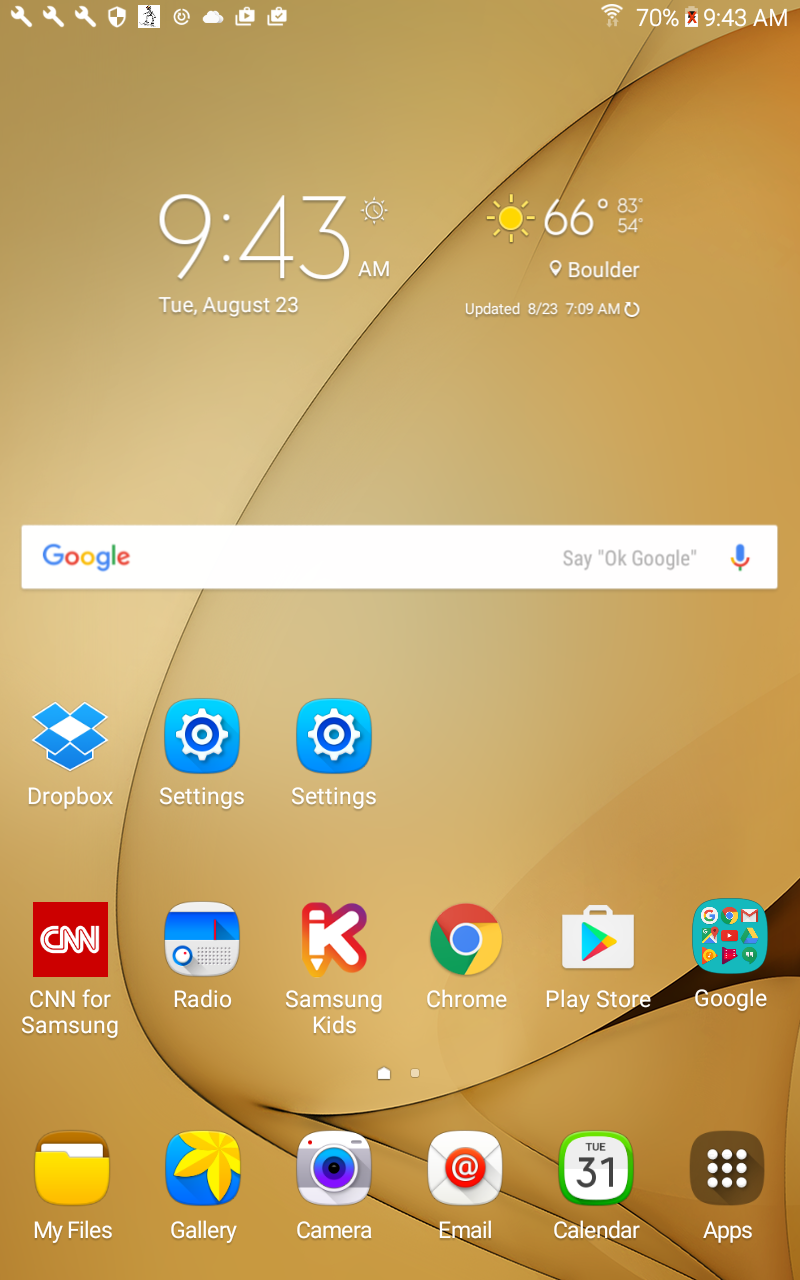 70% 9:43 AM
9:43 AM
Tue, August 23
66° 83°
54°
Boulder
Updated 8/23 7:09 AM
Google Say "Ok Google"
Dropbox Settings Settings
CNN
CNN for Samsung
Radio
Samsung Kids
Chrome
Play Store
Google
TUE
31
My Files Gallery Camera Email Calendar Apps